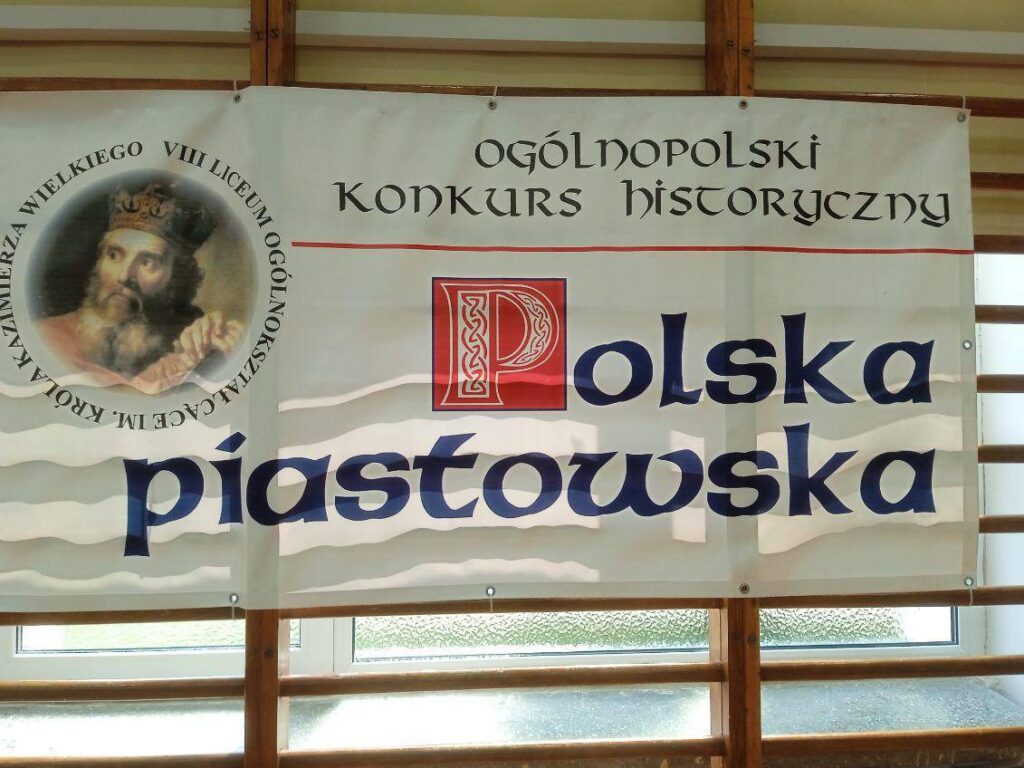 VIII LICEUM OGÓLNOKSZTAŁCĄCE IM. KRÓLA KAZIMIERZA WIELKIEGO
OGÓLNOPOLSKI
KONKURS HISTORYCZNY
Polska
piastowska